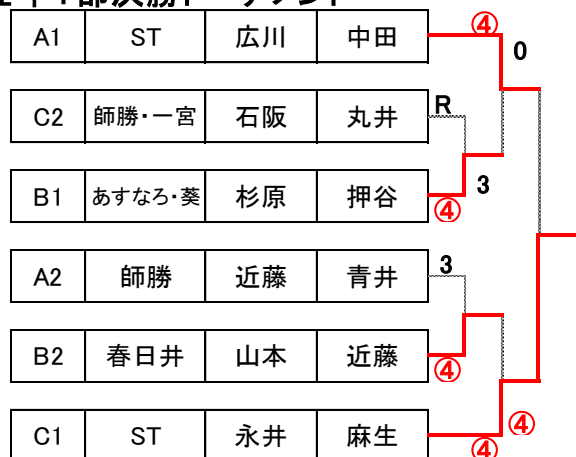 部決勝トーナメント
A1 ST 広川 中田 ④
0
C2 師勝・一宮 石阪 丸井 R
B1 あすなろ・葵 杉原 押谷 3
④
A2 師勝 近藤 青井 3
B2 春日井 山本 近藤 ④
④
C1 ST 永井 麻生 ④